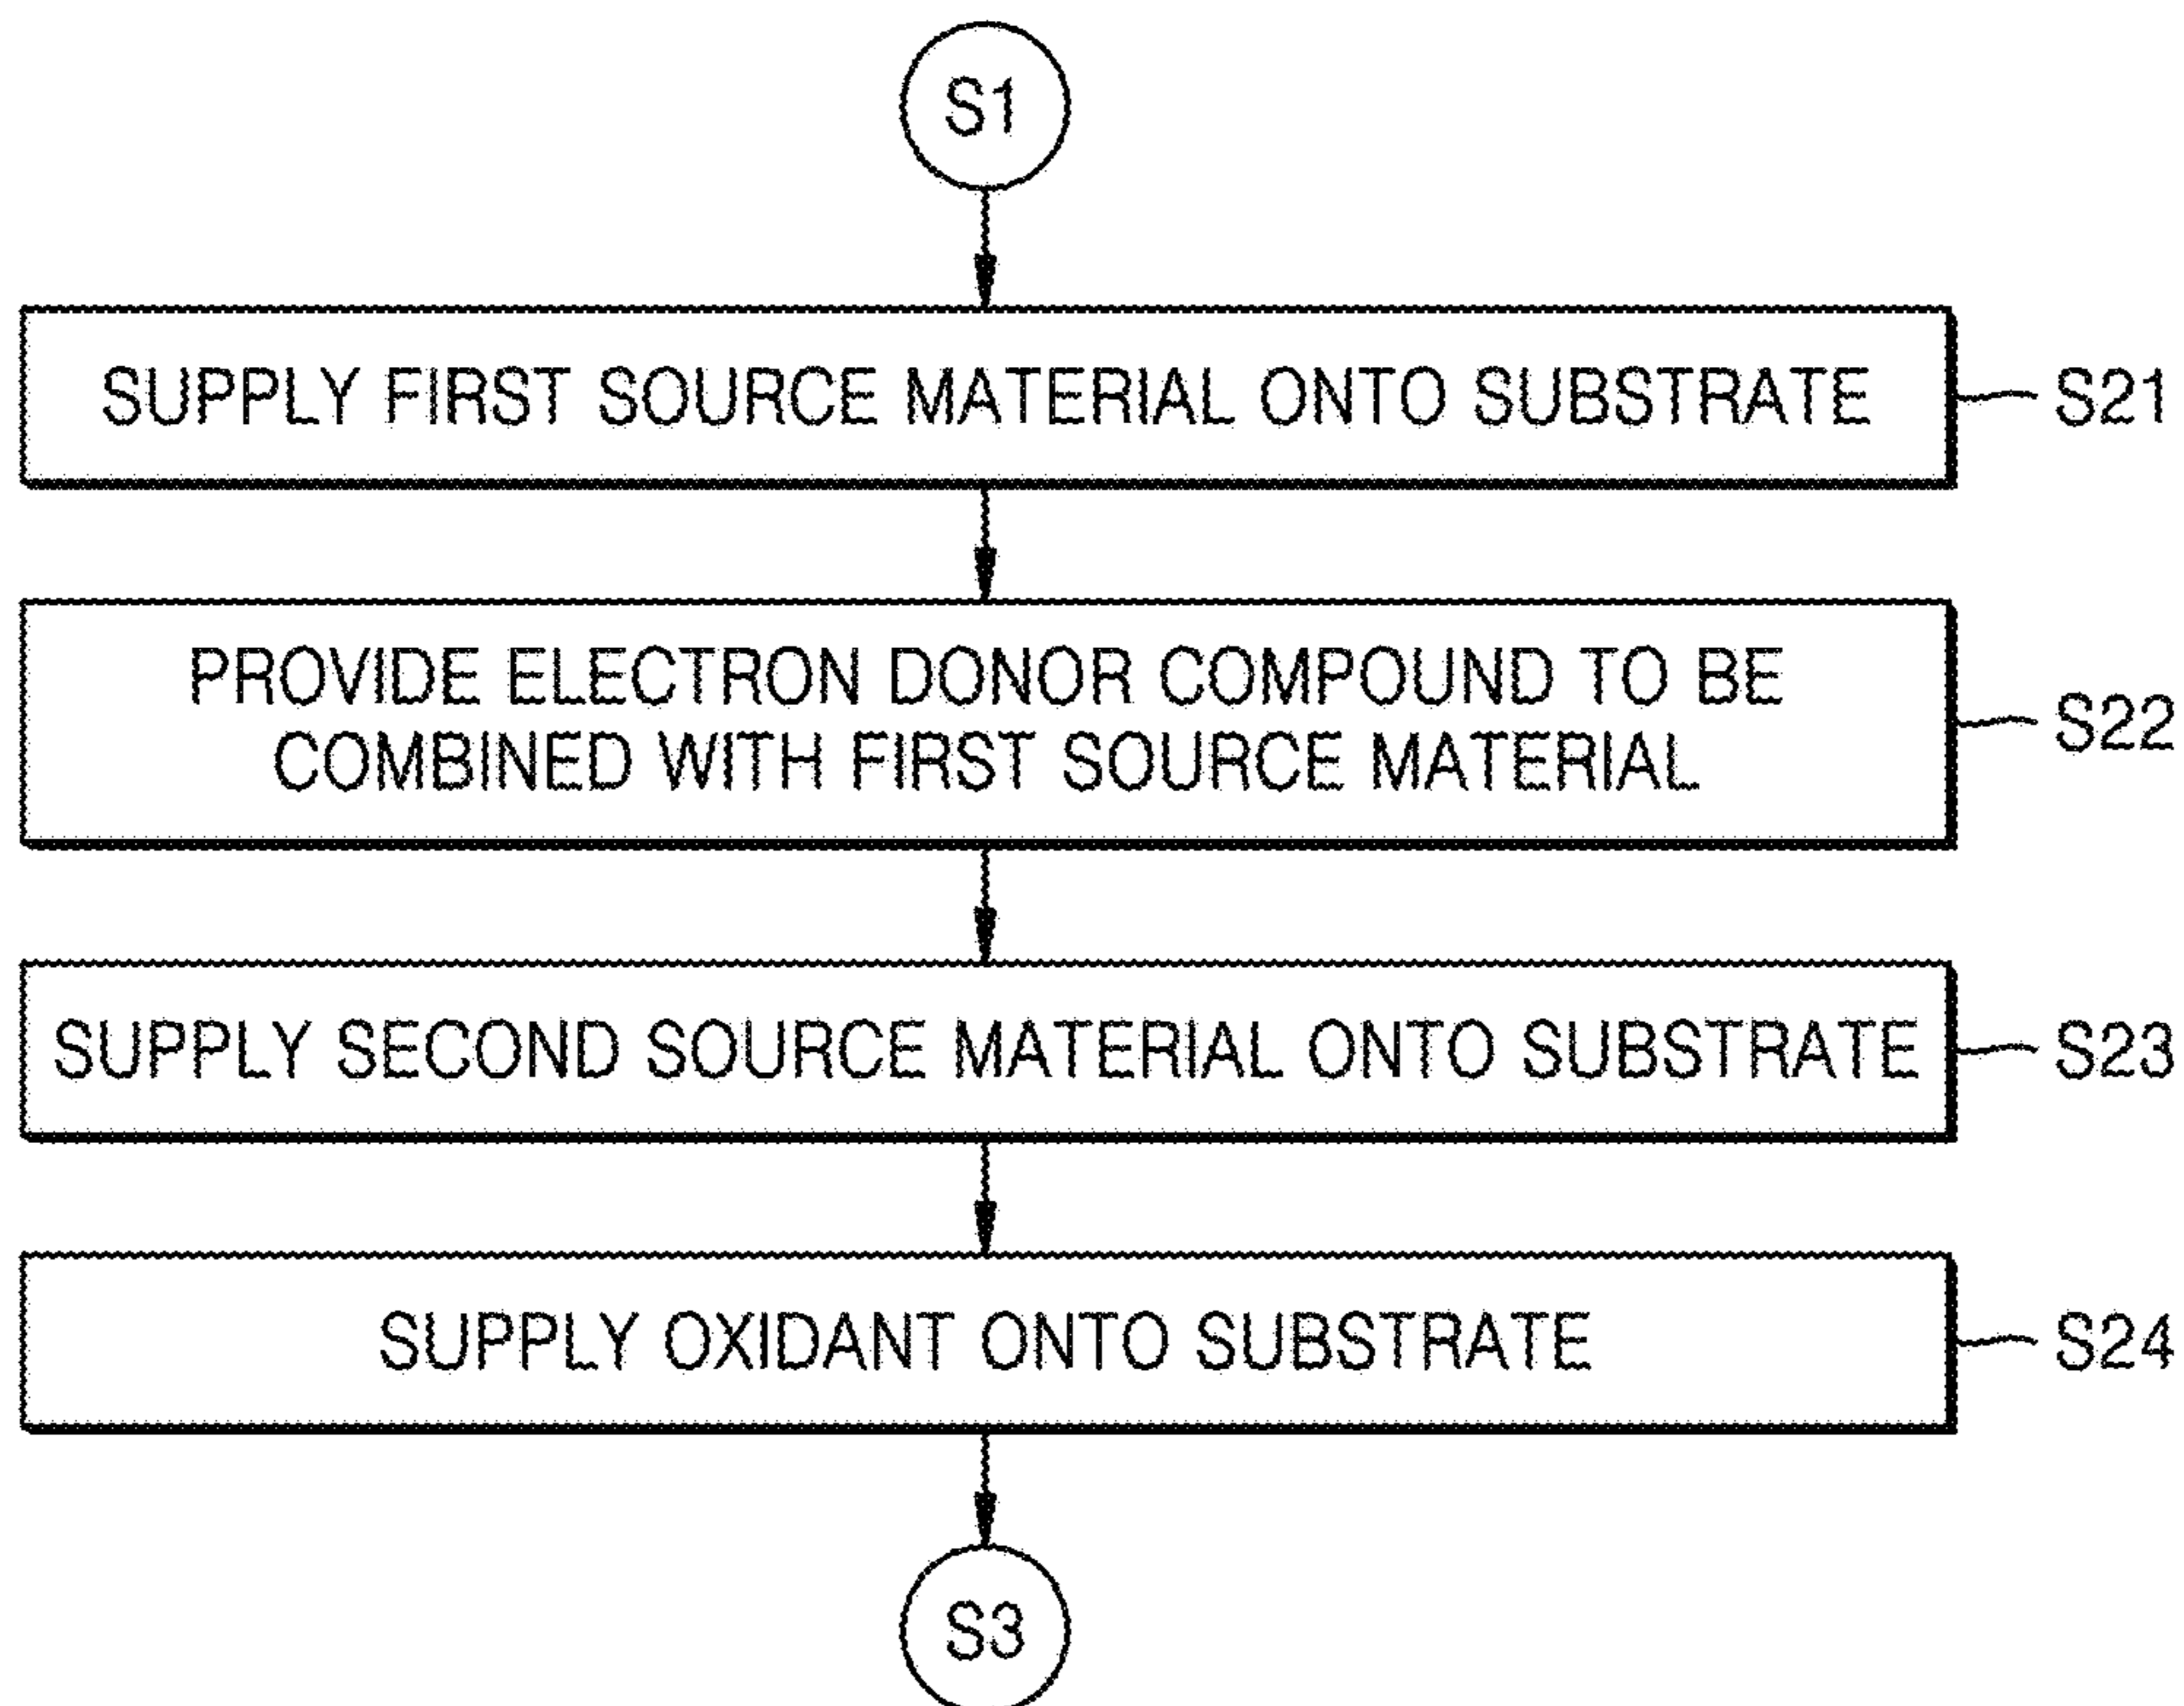 S1
SUPPLY FIRST SOURCE MATERIAL ONTO SUBSTRATE
S21
PROVIDE ELECTRON DONOR COMPOUND TO BE
COMBINED WITH FIRST SOURCE MATERIAL
S22
SUPPLY SECOND SOURCE MATERIAL ONTO SUBSTRATE
S23
SUPPLY OXIDANT ONTO SUBSTRATE
S24
S3